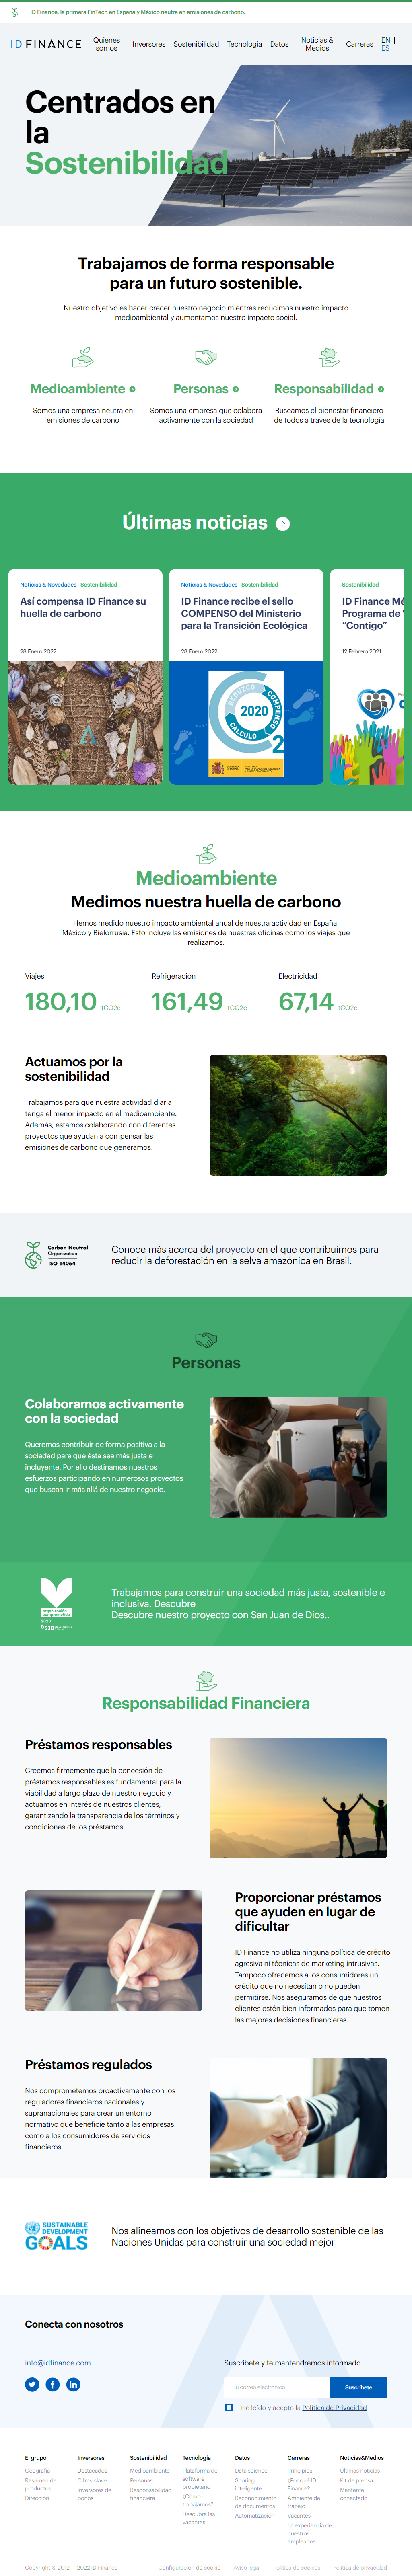 ID Finance, la primera FinTech en España y México neutra en emisiones de carbono.
ID FINANCE
Quienes somos
Inversores
Sostenibilidad
Tecnología
Datos
Noticias & Medios
Carreras
EN |
ES
Centrados en
la
Sostenibilidad
Trabajamos de forma responsable
para un futuro sostenible.
Nuestro objetivo es hacer crecer nuestro negocio mientras reducimos nuestro impacto
medioambiental y aumentamos nuestro impacto social.
Medioambiente
Somos una empresa neutra en
emisiones de carbono
Personas
Somos una empresa que colabora
activamente con la sociedad
Responsabilidad
Buscamos el bienestar financiero
de todos a través de la tecnología
Últimas noticias
Noticias & Novedades Sostenibilidad
Así compensa ID Finance su
huella de carbono
28 Enero 2022
Noticias & Novedades Sostenibilidad
ID Finance recibe el sello
COMPENSO del Ministerio
para la Transición Ecológica
28 Enero 2022
REDUZCO
COMPENSO
CALCULO
2020
2
Sostenibilidad
ID Finance Mé
Programa de
"Contigo"
12 Febrero 2021
Medioambiente
Medimos nuestra huella de carbono
Hemos medido nuestro impacto ambiental anual de nuestra actividad en España,
México y Bielorrusia. Esto incluye las emisiones de nuestras oficinas como los viajes que
realizamos.
Viajes
180,10 tCO2e
Refrigeración
161,49 tCO2e
Electricidad
67,14 tCO2e
Actuamos por la
sostenibilidad
Trabajamos para que nuestra actividad diaria
tenga el menor impacto en el medioambiente.
Además, estamos colaborando con diferentes
proyectos que ayudan a compensar las
emisiones de carbono que generamos.
Carbon Neutral
Organization
ISO 14064
Conoce más acerca del proyecto en el que contribuimos para
reducir la deforestación en la selva amazónica en Brasil.
Personas
Colaboramos activamente
con la sociedad
Queremos contribuir de forma positiva a la
sociedad para que ésta sea más justa e
incluyente. Por ello destinamos nuestros
esfuerzos participando en numerosos proyectos
que buscan ir más allá de nuestro negocio.
organización
comprometida
SJD
Trabajamos para construir una sociedad más justa, sostenible e
inclusiva. Descubre
Descubre nuestro proyecto con San Juan de Dios..
Responsabilidad Financiera
Préstamos responsables
Creemos firmemente que la concesión de
préstamos responsables es fundamental para la
viabilidad a largo plazo de nuestro negocio y
actuamos en interés de nuestros clientes,
garantizando la transparencia de los términos y
condiciones de los préstamos.
Proporcionar préstamos
que ayuden en lugar de
dificultar
ID Finance no utiliza ninguna política de crédito
agresiva ni técnicas de marketing intrusivas.
Tampoco ofrecemos a los consumidores un
crédito que no necesitan o no pueden
permitirse. Nos aseguramos de que nuestros
clientes estén bien informados para que tomen
las mejores decisiones financieras.
Préstamos regulados
Nos comprometemos proactivamente con los
reguladores financieros nacionales y
supranacionales para crear un entorno
normativo que beneficie tanto a las empresas
como a los consumidores de servicios
financieros.
SUSTAINABLE
DEVELOPMENT
GOALS
Nos alineamos con los objetivos de desarrollo sostenible de las
Naciones Unidas para construir una sociedad mejor
Conecta con nosotros
info@idfinance.com
Suscríbete y te mantendremos informado
Su correo electrónico
Suscríbete
He leído y acepto la Política de Privacidad
El grupo
Geografía
Resumen de
productos
Dirección
Inversores
Destacados
Cifras clave
Inversores de
bonos
Sostenibilidad
Medioambiente
Personas
Responsabilidad
financiera
Tecnología
Plataforma de
software
propietario
¿Cómo
trabajamos?
Descubre las
vacantes
Datos
Data science
Scoring
inteligente
Reconocimiento
de documentos
Automatización
Carreras
Principios
¿Por qué ID
Finance?
Ambiente de
trabajo
Vacantes
La experiencia de
nuestros
empleados
Noticias&Medios
Últimas noticias
Kit de prensa
Mantente
conectado
Copyright © 2012 — 2022 ID Finance
Configuración de cookie
Aviso legal
Política de cookies
Política de privacidad